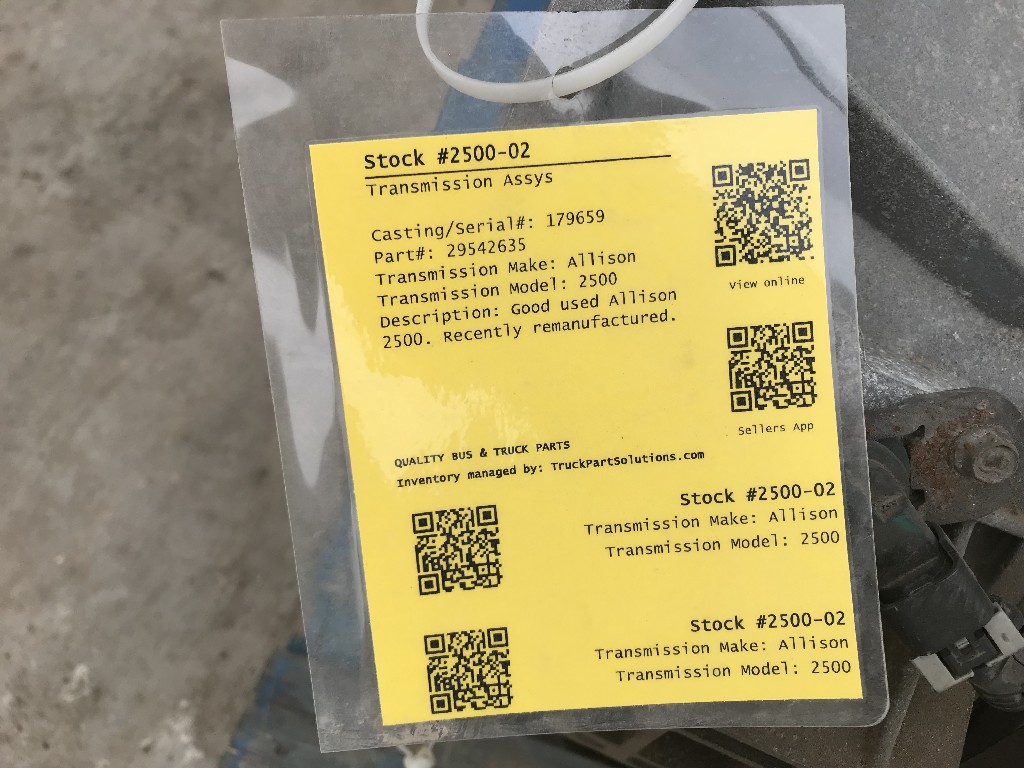 Stock #2500-02
Transmission Assys
Casting/Serial#: 179659
Part#: 29542635
Transmission Make: Allison
Transmission Model: 2500
Description: Good used Allison
2500. Recently remanufactured.
View online
Sellers App
QUALITY BUS & TRUCK PARTS
Inventory managed by: TruckPartSolutions.com
Stock #2500-02
Transmission Make: Allison
Transmission Model: 2500
Stock #2500-02
Transmission Make: Allison
Transmission Model: 2500